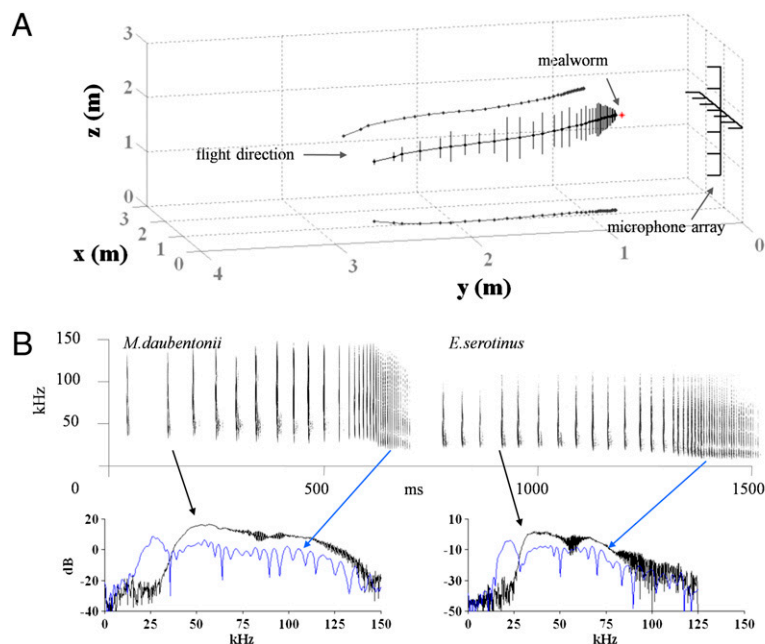 A
3
2
1
0
z (m)
3
2
1
0
x (m)
4
3
2
1
0
y (m)
mealworm
flight direction
microphone array
B
M.daubentonii
E.serotinus
150
100
50
0
kHz
500
ms
1000
1500
20
0
-20
-40
dB
0
25
50
75
100
125
150
kHz
10
-10
-30
-50
0
25
50
75
100
125
150
kHz